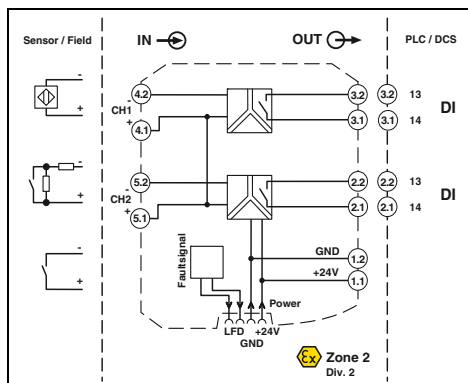 Sensor / Field
IN
OUT
PLC / DCS
-
+
4.2
-
CH1
+
4.1
3.2
3.1
3.2
13
3.1
14
DI
-
+
5.2
-
CH2
+
5.1
2.2
2.1
2.2
13
2.1
14
DI
-
+
Faultsignal
GND
1.2
+24V
1.1
Power
LFD
+24V
GND
Ex
Zone 2
Div. 2